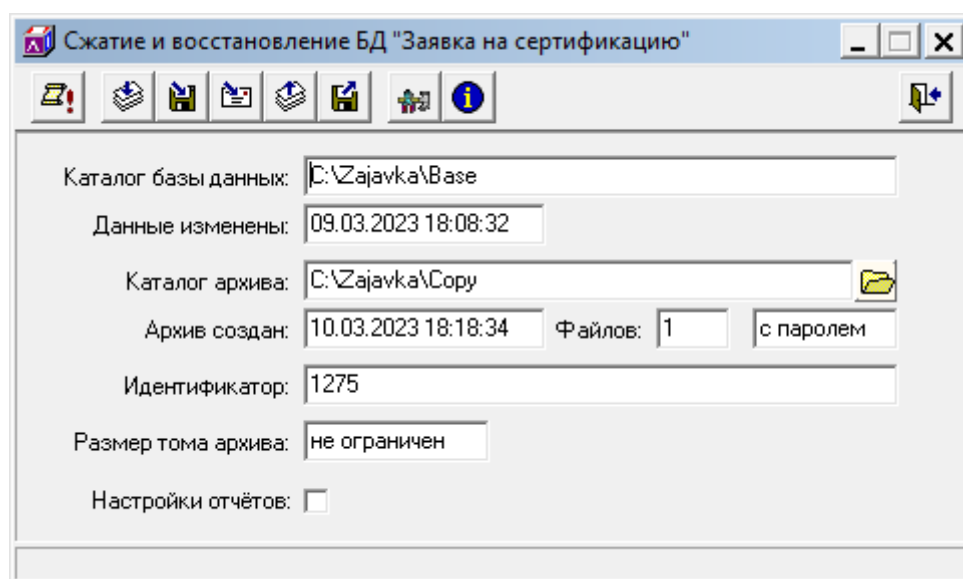 Сжатие и восстановление БД "Заявка на сертификацию"
Каталог базы данных: C:\Zajavka\Base
Данные изменены: 09.03.2023 18:08:32
Каталог архива: C:\Zajavka\Copy
Архив создан: 10.03.2023 18:18:34 Файлов: 1 с паролем
Идентификатор: 1275
Размер тома архива: не ограничен
Настройки отчётов: